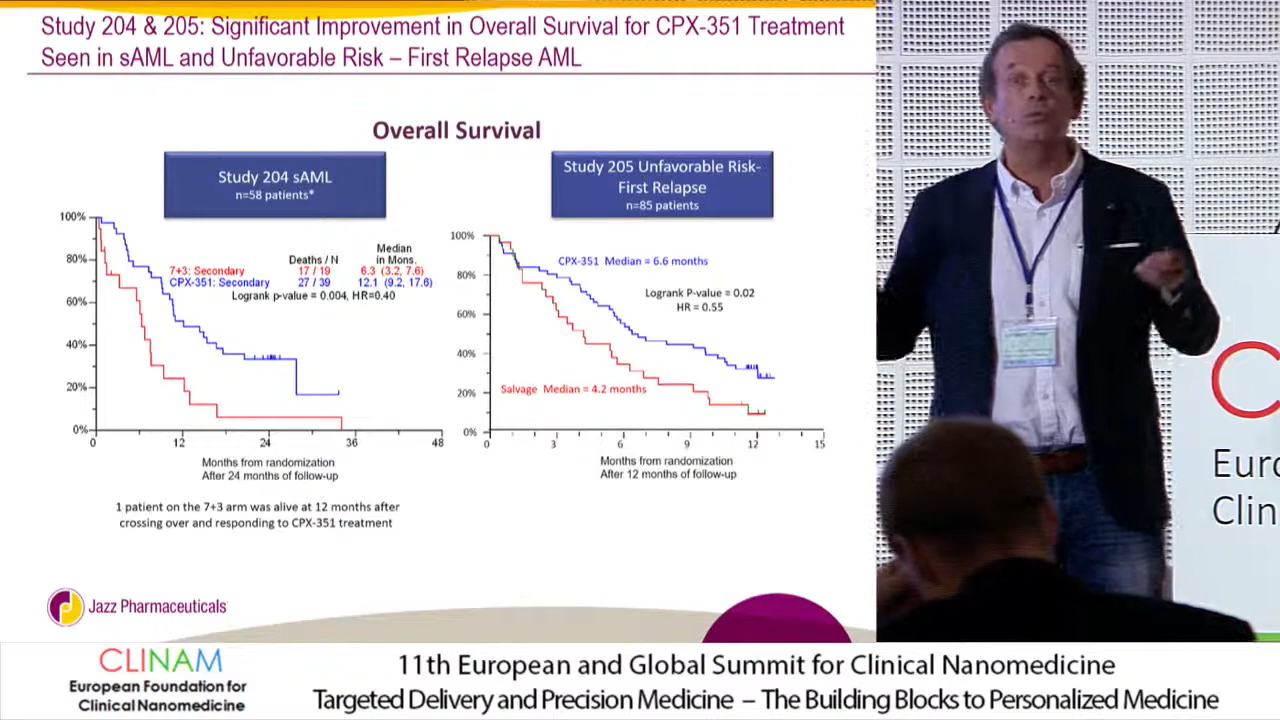 Study 204 & 205: Significant Improvement in Overall Survival for CPX-351 Treatment
Seen in sAML and Unfavorable Risk – First Relapse AML
Overall Survival
Study 204 sAML
n=58 patients*
100%
80%
60%
40%
20%
0%
Deaths / N
Median
in Mons.
7+3: Secondary 17 / 19 6.3 (3.2, 7.6)
CPX-351: Secondary 27 / 39 12.1 (9.2, 17.6)
Logrank p-value = 0.004, HR=0.40
0 12 24 36 48
Months from randomization
After 24 months of follow-up
1 patient on the 7+3 arm was alive at 12 months after
crossing over and responding to CPX-351 treatment
Study 205 Unfavorable Risk-
First Relapse
n=85 patients
100%
80%
60%
40%
20%
0%
CPX-351 Median = 6.6 months
Logrank P-value = 0.02
HR = 0.55
Salvage Median = 4.2 months
0 3 6 9 12 15
Months from randomization
After 12 months of follow-up
Jazz Pharmaceuticals
Euro
Clin
CLINAM
European Foundation for
Clinical Nanomedicine
11th European and Global Summit for Clinical Nanomedicine
Targeted Delivery and Precision Medicine – The Building Blocks to Personalized Medicine